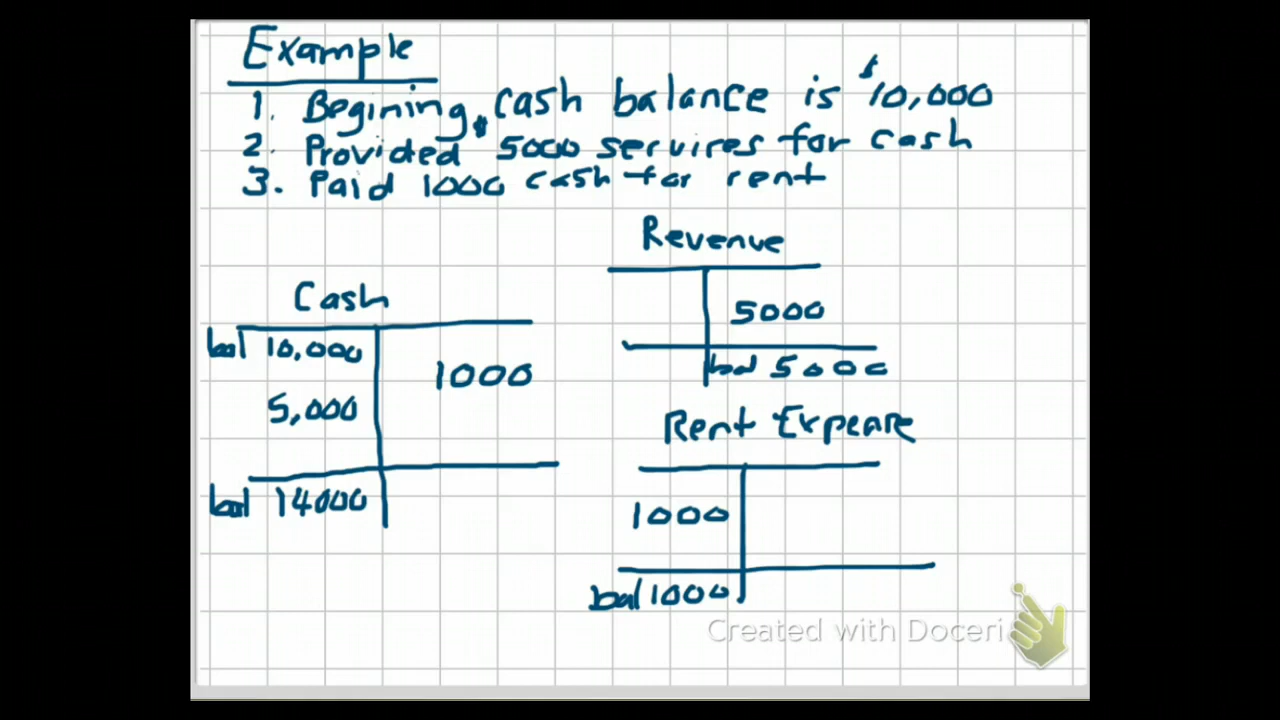 Example
1. Begining cash balance is $10,000
2. Provided $5000 services for cash
3. Paid 1000 cash for rent
Revenue
5000
bal 5000
Cash
bal 10,000
1000
5,000
bal 14000
Rent Expense
1000
bal 1000
Created with Doceri